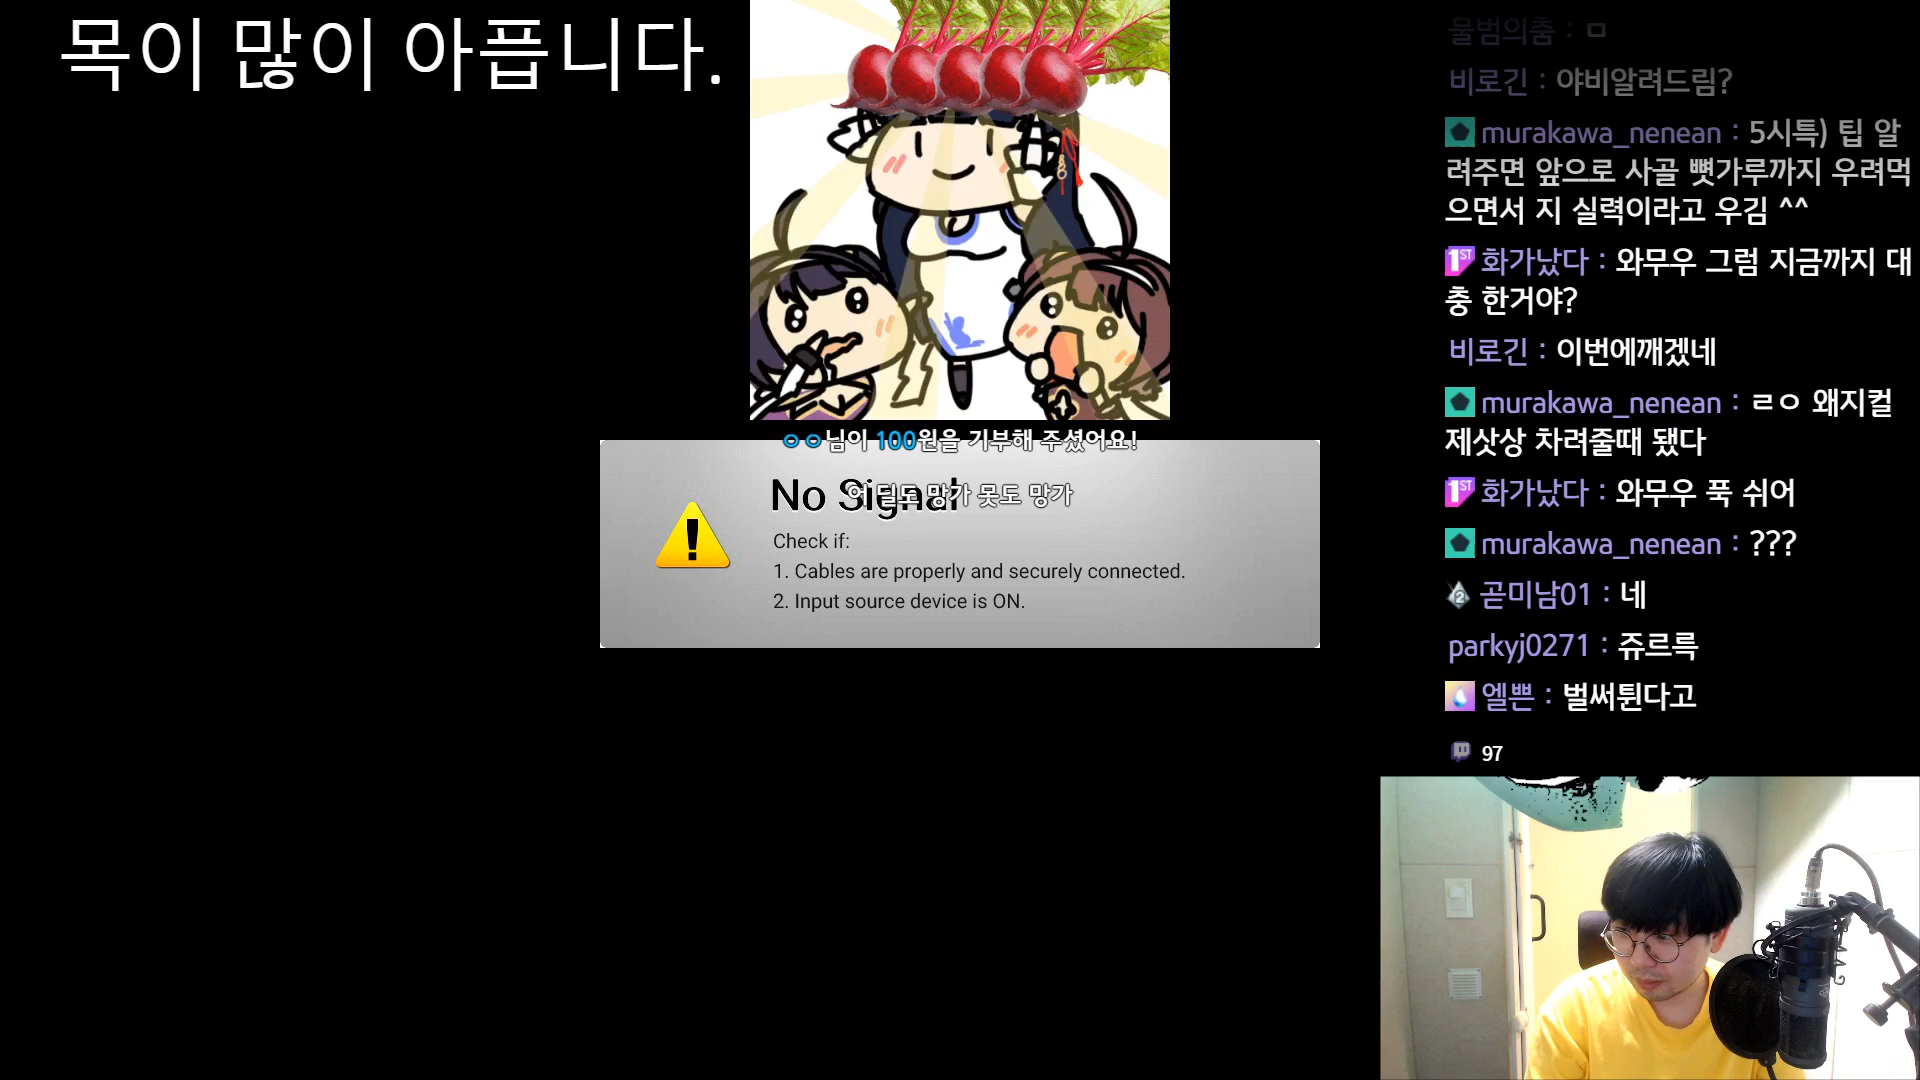 목이 많이 아픕니다.
ㅇㅇ님이 100원을 기부해 주셨어요!
딜도 망가 못도 망가
No Signal
Check if:
1. Cables are properly and securely connected.
2. Input source device is ON.
물범의춤 : ㅁ
비로긴 : 야비알려드림?
murakawa_nenean : 5시특) 팁 알
려주면 앞으로 사골 뼛가루까지 우려먹
으면서 지 실력이라고 우김 ^^
1ST 화가났다 : 와무우 그럼 지금까지 대
충 한거야?
비로긴 : 이번에깨겠네
murakawa_nenean : ㄹㅇ 왜지컬
제삿상 차려줄때 됐다
1ST 화가났다 : 와무우 푹 쉬어
murakawa_nenean : ???
2 곧미남01 : 네
parkyj0271 : 쥬르륵
엘쁜 : 벌써튄다고
97